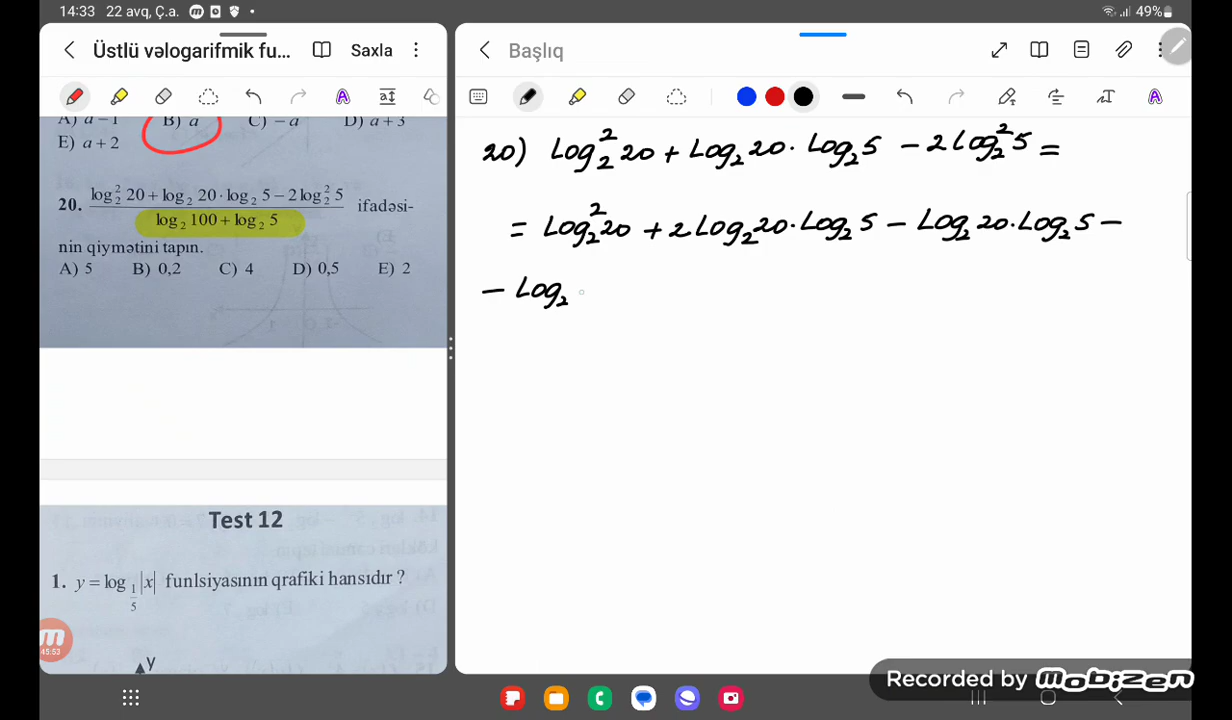 14:33 22 avq, Ç.a. 49%
Üstlü vəlogarifmik fu... Saxla
Başlıq
A) a − 1 B) a C) − a D) a + 3
E) a + 2
20. (log₂² 20 + log₂ 20 · log₂ 5 − 2 log₂² 5) / (log₂ 100 + log₂ 5) ifadəsi-
nin qiymətini tapın.
A) 5 B) 0,2 C) 4 D) 0,5 E) 2
Test 12
1. y = log_{1/5} |x| funlsiyasının qrafiki hansıdır ?
y
45:53
20) Log₂² 20 + Log₂ 20 · Log₂ 5 − 2 Log₂² 5 =
= Log₂² 20 + 2 Log₂ 20 · Log₂ 5 − Log₂ 20 · Log₂ 5 −
− Log₂
Recorded by mobizen